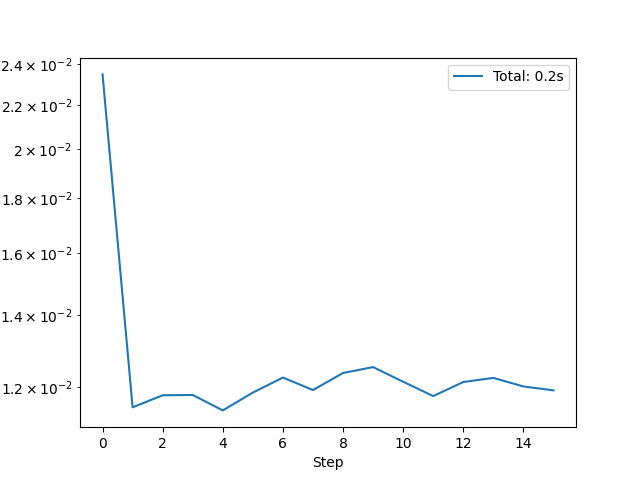 2.4 × 10⁻²
2.2 × 10⁻²
2 × 10⁻²
1.8 × 10⁻²
1.6 × 10⁻²
1.4 × 10⁻²
1.2 × 10⁻²
Total: 0.2s
0 2 4 6 8 10 12 14
Step